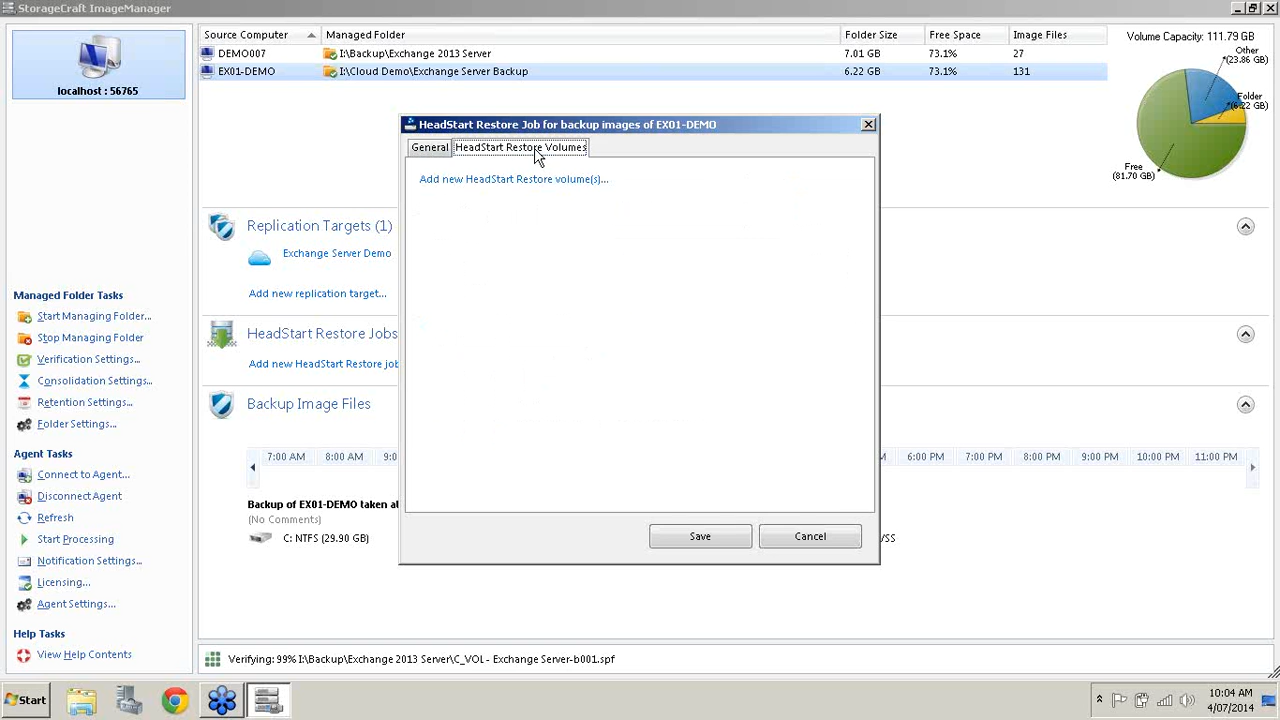 StorageCraft ImageManager
localhost : 56765
Source Computer Managed Folder Folder Size Free Space Image Files
DEMO007 I:\Backup\Exchange 2013 Server 7.01 GB 73.1% 27
EX01-DEMO I:\Cloud Demo\Exchange Server Backup 6.22 GB 73.1% 131
Volume Capacity: 111.79 GB
Other
(23.86 GB)
Folder
(6.22 GB)
Free
(81.70 GB)
HeadStart Restore Job for backup images of EX01-DEMO
General HeadStart Restore Volumes
Add new HeadStart Restore volume(s)...
Save Cancel
Replication Targets (1)
Exchange Server Demo
Add new replication target...
HeadStart Restore Jobs
Add new HeadStart Restore job
Backup Image Files
7:00 AM 8:00 AM 9:0 M 6:00 PM 7:00 PM 8:00 PM 9:00 PM 10:00 PM 11:00 PM
Backup of EX01-DEMO taken a
(No Comments)
C: NTFS (29.90 GB) /SS
Managed Folder Tasks
Start Managing Folder...
Stop Managing Folder
Verification Settings...
Consolidation Settings...
Retention Settings...
Folder Settings...
Agent Tasks
Connect to Agent...
Disconnect Agent
Refresh
Start Processing
Notification Settings...
Licensing...
Agent Settings...
Help Tasks
View Help Contents
Verifying: 99% I:\Backup\Exchange 2013 Server\C_VOL - Exchange Server-b001.spf
Start
10:04 AM
4/07/2014